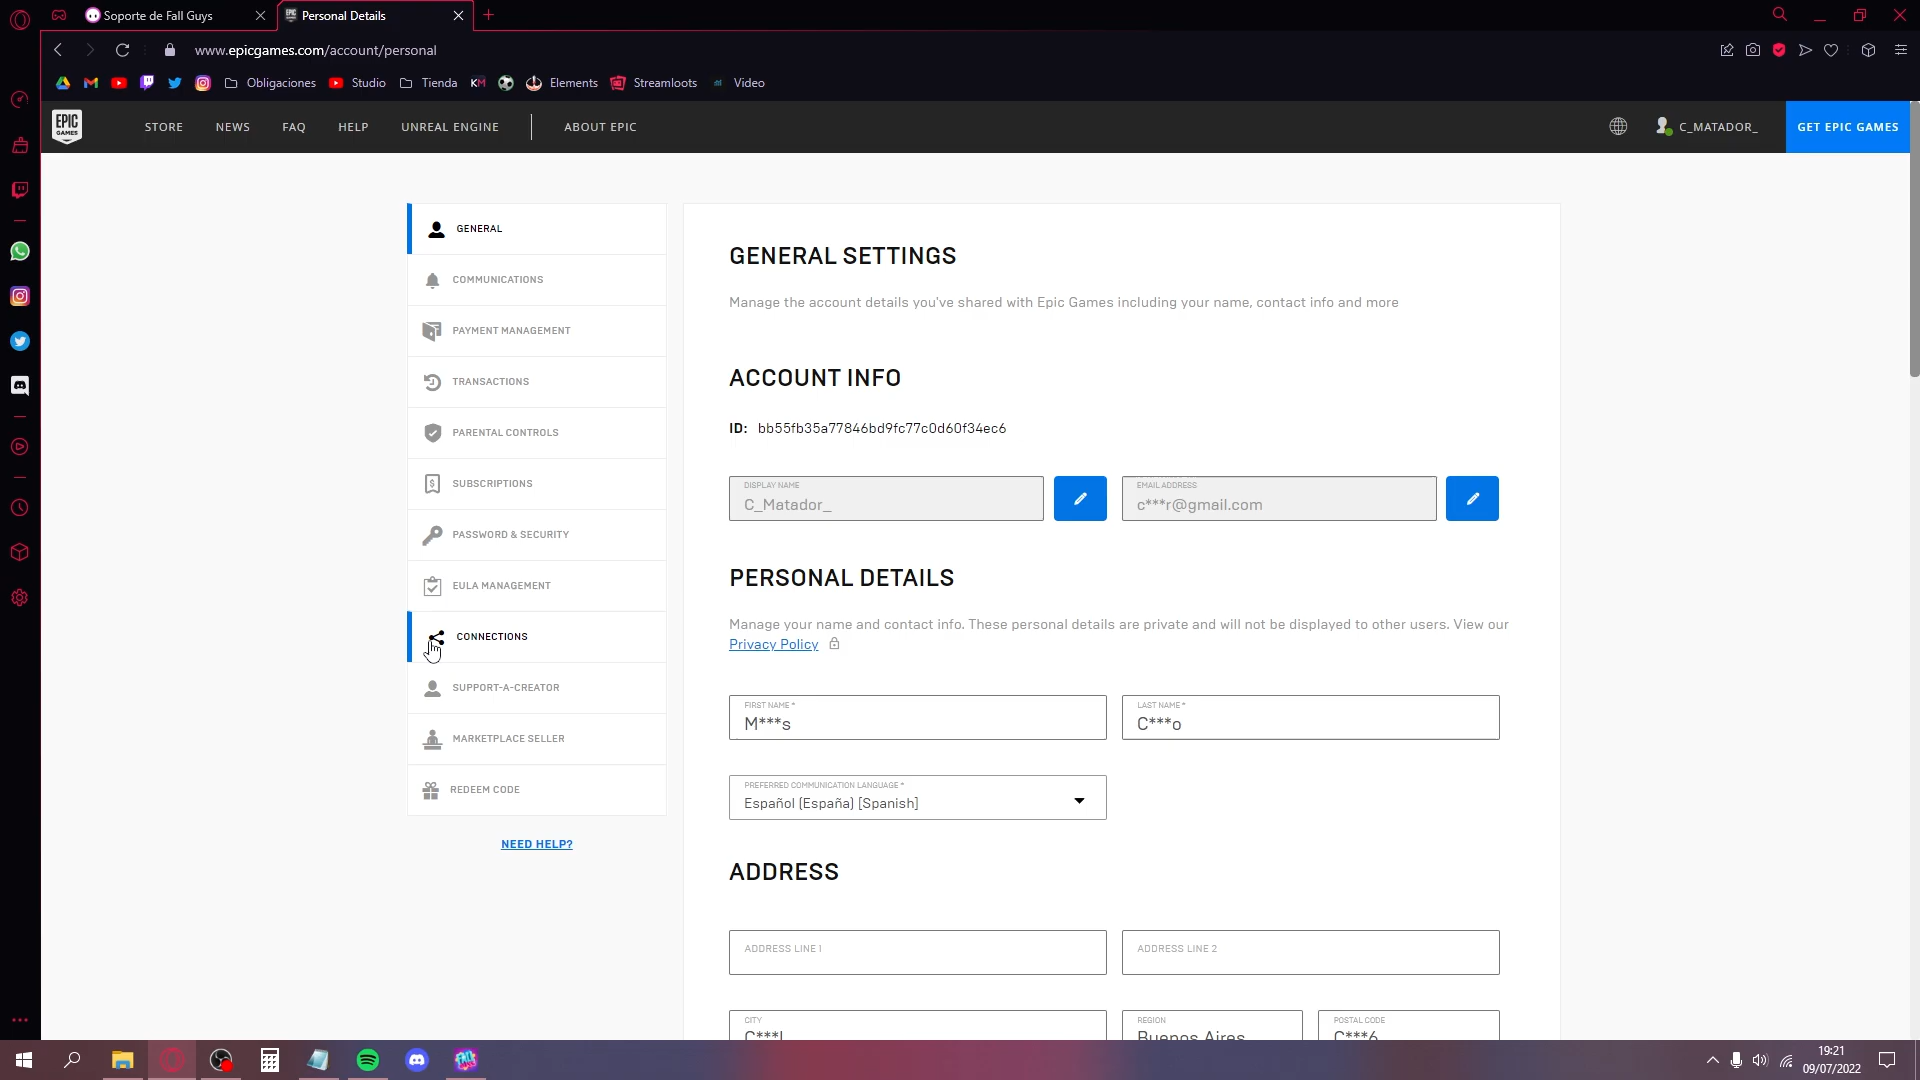 Soporte de Fall Guys
Personal Details
www.epicgames.com/account/personal
Obligaciones
Studio
Tienda
KM
Elements
Streamloots
Video
EPIC
GAMES
STORE
NEWS
FAQ
HELP
UNREAL ENGINE
ABOUT EPIC
C_MATADOR_
GET EPIC GAMES
GENERAL
COMMUNICATIONS
PAYMENT MANAGEMENT
TRANSACTIONS
PARENTAL CONTROLS
SUBSCRIPTIONS
PASSWORD & SECURITY
EULA MANAGEMENT
CONNECTIONS
SUPPORT-A-CREATOR
MARKETPLACE SELLER
REDEEM CODE
NEED HELP?
GENERAL SETTINGS
Manage the account details you've shared with Epic Games including your name, contact info and more
ACCOUNT INFO
ID: bb55fb35a77846bd9fc77c0d60f34ec6
DISPLAY NAME
C_Matador_
EMAIL ADDRESS
c***r@gmail.com
PERSONAL DETAILS
Manage your name and contact info. These personal details are private and will not be displayed to other users. View our
Privacy Policy
FIRST NAME *
M***s
LAST NAME *
C***o
PREFERRED COMMUNICATION LANGUAGE *
Español (España) [Spanish]
ADDRESS
ADDRESS LINE 1
ADDRESS LINE 2
CITY
C***l
REGION
Buenos Aires
POSTAL CODE
C***6
FALL GUYS
19:21
09/07/2022